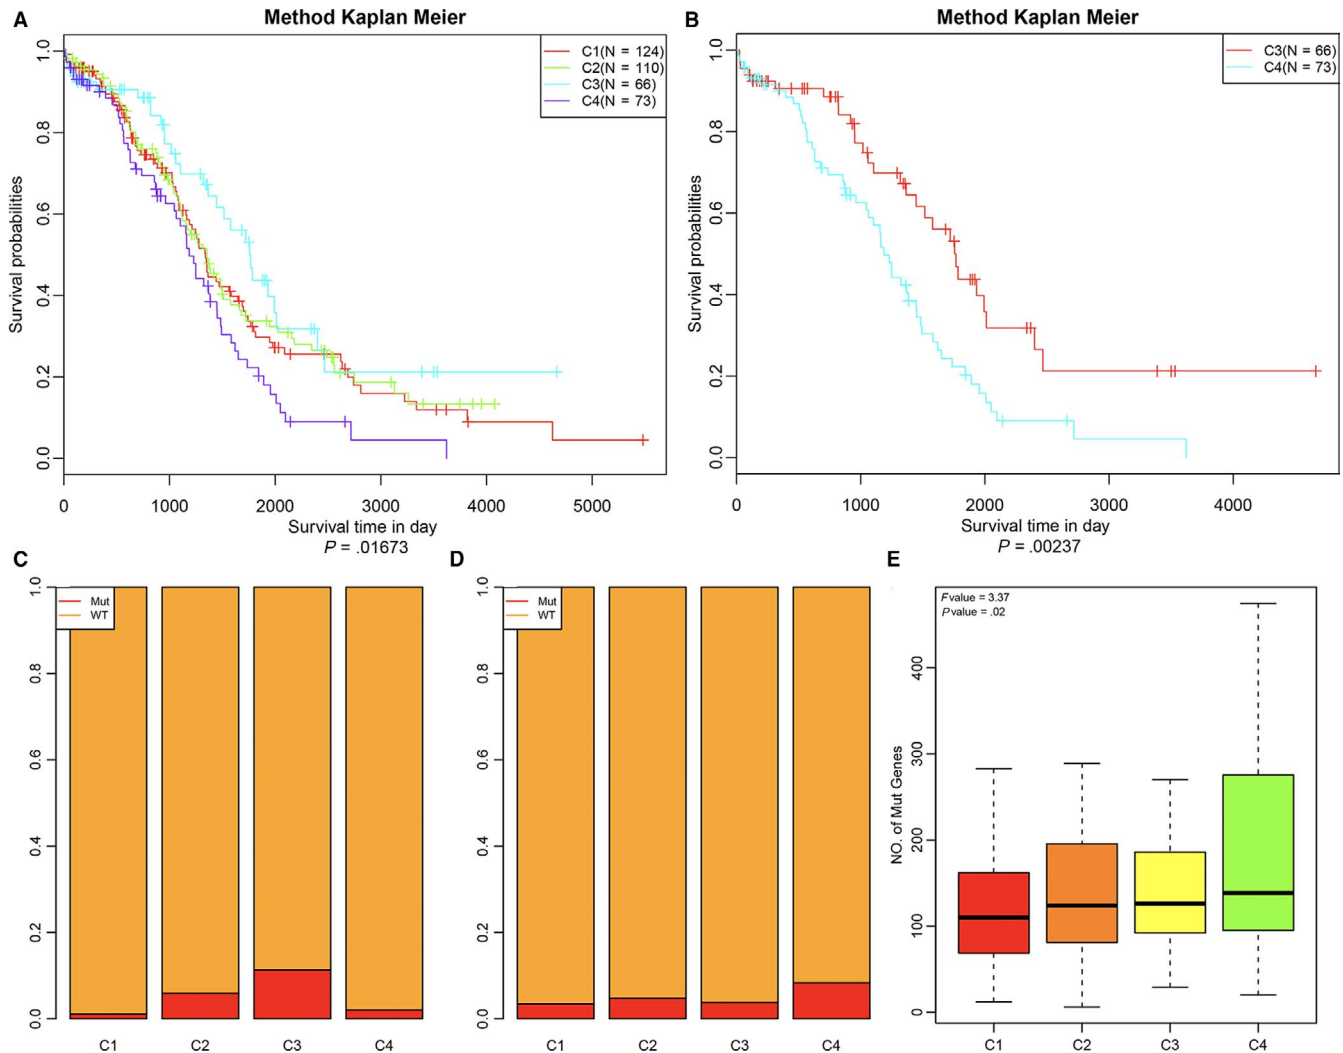 A
Method Kaplan Meier
C1(N = 124)
C2(N = 110)
C3(N = 66)
C4(N = 73)
Survival probabilities
0.0 0.2 0.4 0.6 0.8 1.0
0 1000 2000 3000 4000 5000
Survival time in day
P = .01673
B
Method Kaplan Meier
C3(N = 66)
C4(N = 73)
Survival probabilities
0.0 0.2 0.4 0.6 0.8 1.0
0 1000 2000 3000 4000
Survival time in day
P = .00237
C
Mut
WT
0.0 0.2 0.4 0.6 0.8 1.0
C1 C2 C3 C4
D
Mut
WT
0.0 0.2 0.4 0.6 0.8 1.0
C1 C2 C3 C4
E
Fvalue = 3.37
Pvalue = .02
NO. of Mut Genes
0 100 200 300 400
C1 C2 C3 C4